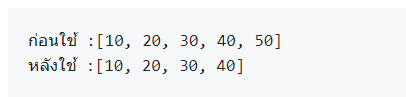 ก่อนใช้ :[10, 20, 30, 40, 50]
หลังใช้ :[10, 20, 30, 40]